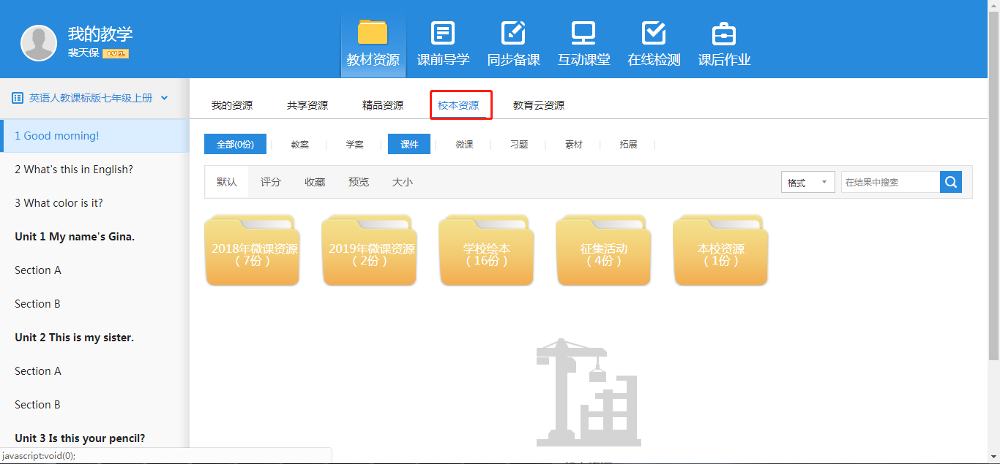 我的教学
裴天保 LV1
教材资源 课前导学 同步备课 互动课堂 在线检测 课后作业
英语人教课标版七年级上册
1 Good morning!
2 What's this in English?
3 What color is it?
Unit 1 My name's Gina.
Section A
Section B
Unit 2 This is my sister.
Section A
Section B
Unit 3 Is this your pencil?
javascript:void(0);
我的资源 共享资源 精品资源 校本资源 教育云资源
全部(0份) 教案 学案 课件 微课 习题 素材 拓展
默认 评分 收藏 预览 大小 格式 在结果中搜索
2018年微课资源
（7份）
2019年微课资源
（2份）
学校绘本
（16份）
征集活动
（4份）
本校资源
（1份）